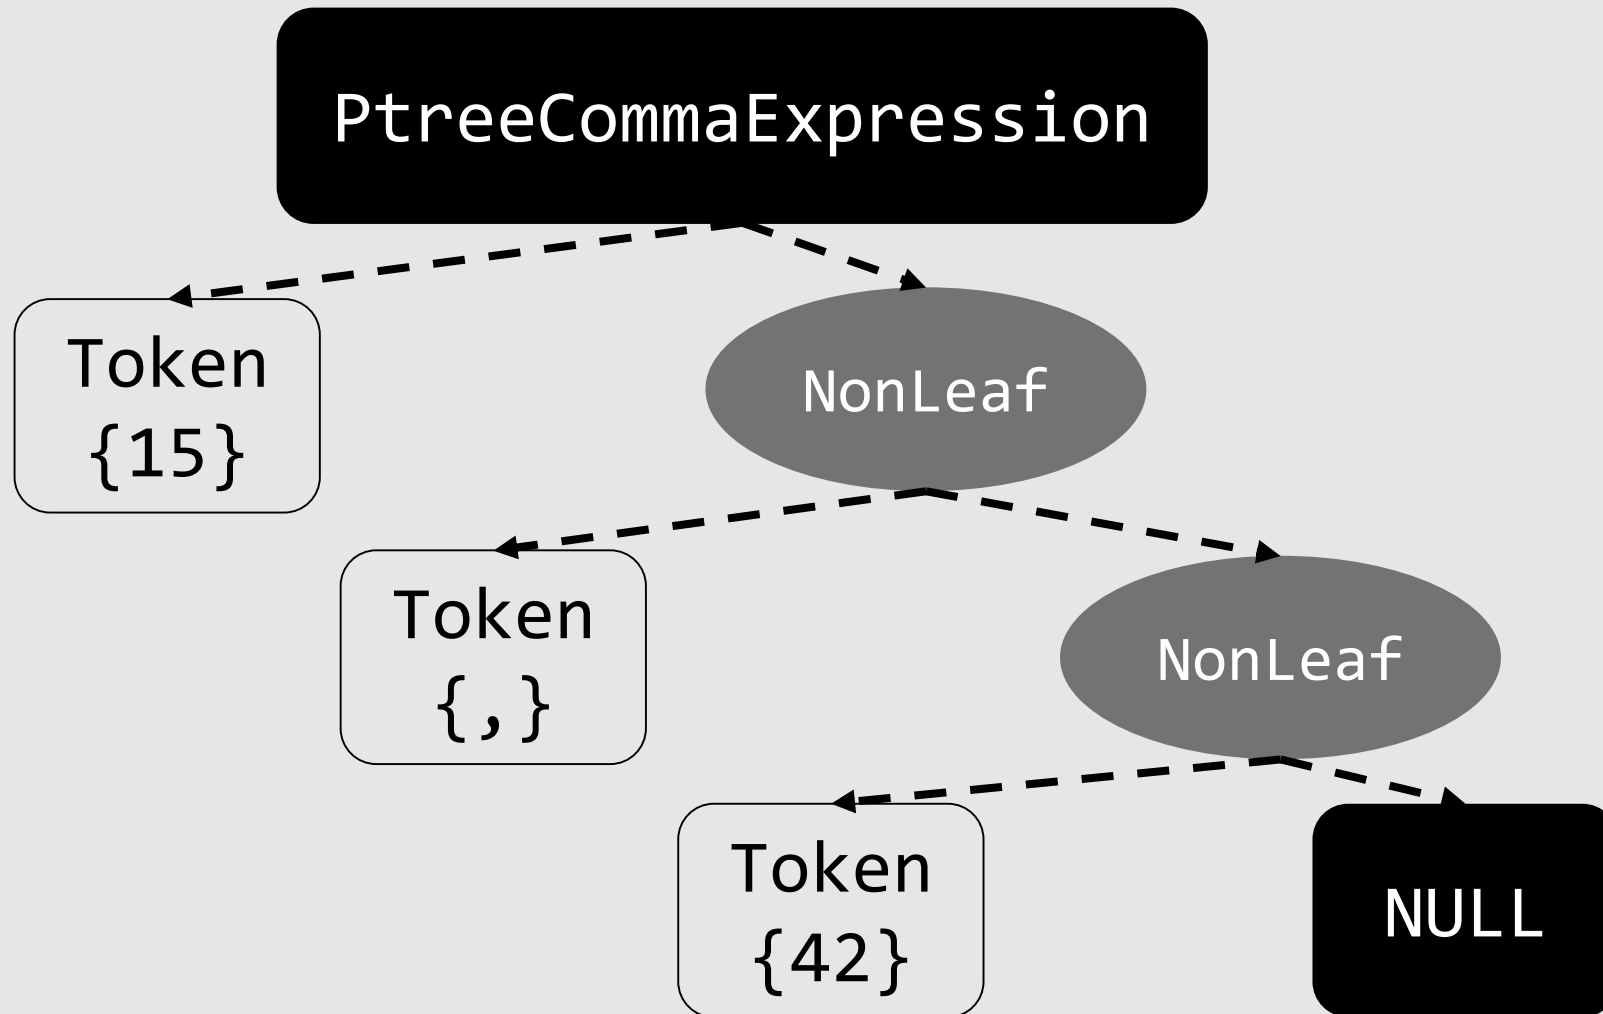 PtreeCommaExpression
Token
{15}
NonLeaf
Token
{,}
NonLeaf
Token
{42}
NULL